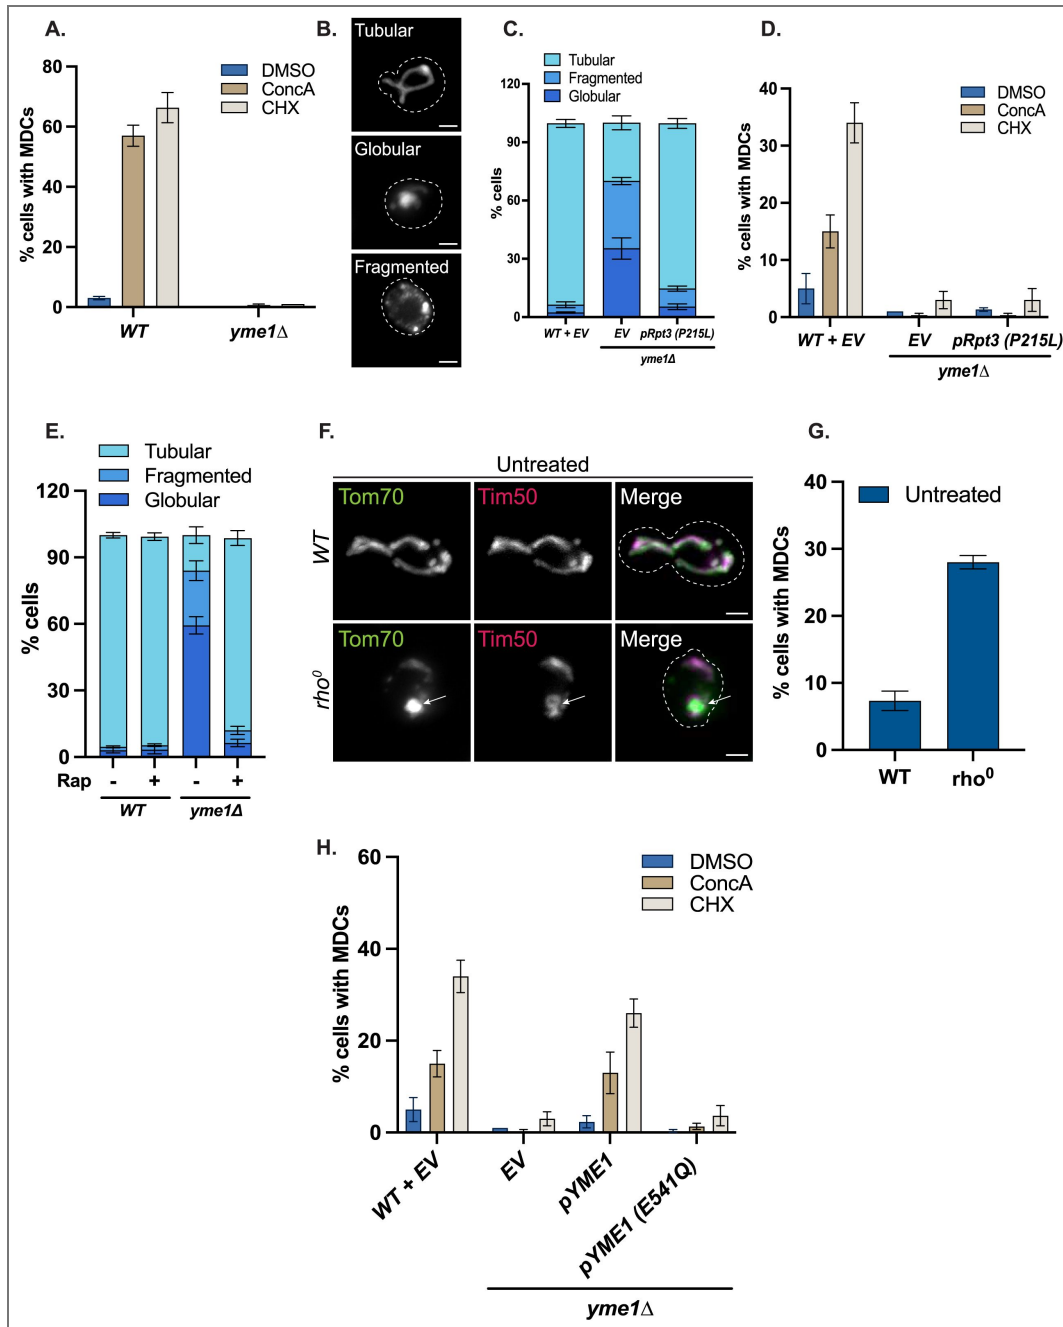 A.
% cells with MDCs
80
60
40
20
0
DMSO
ConcA
CHX
WT
yme1Δ
B.
Tubular
Globular
Fragmented
C.
Tubular
Fragmented
Globular
% cells
120
90
60
30
0
WT + EV
EV
pRpt3 (P215L)
yme1Δ
D.
% cells with MDCs
40
30
20
10
0
DMSO
ConcA
CHX
WT + EV
EV
pRpt3 (P215L)
yme1Δ
E.
Tubular
Fragmented
Globular
% cells
120
90
60
30
0
Rap - + - +
WT
yme1Δ
F.
Untreated
Tom70 Tim50 Merge
WT
Tom70 Tim50 Merge
rho⁰
G.
% cells with MDCs
40
30
20
10
0
Untreated
WT
rho⁰
H.
% cells with MDCs
60
40
20
0
DMSO
ConcA
CHX
WT + EV
EV
pYME1
pYME1 (E541Q)
yme1Δ